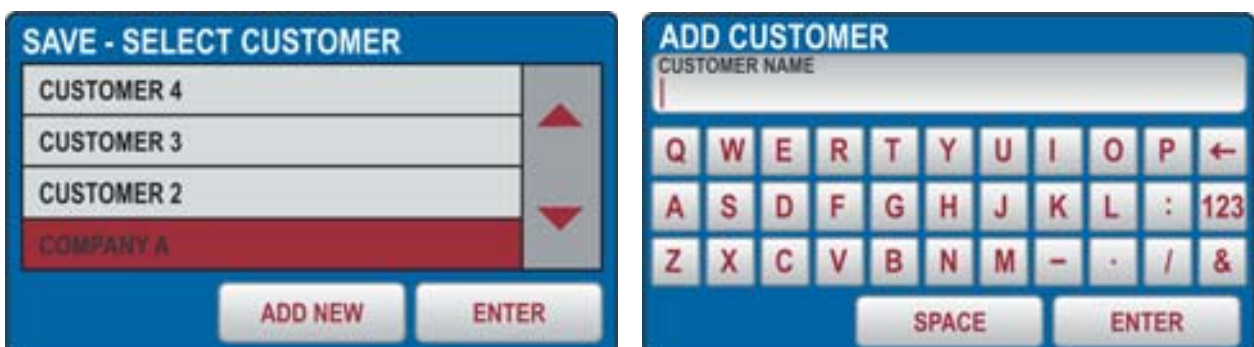 SAVE - SELECT CUSTOMER
CUSTOMER 4
CUSTOMER 3
CUSTOMER 2
COMPANY A
ADD NEW ENTER
ADD CUSTOMER
CUSTOMER NAME
Q W E R T Y U I O P ←
A S D F G H J K L : 123
Z X C V B N M - . / &
SPACE ENTER